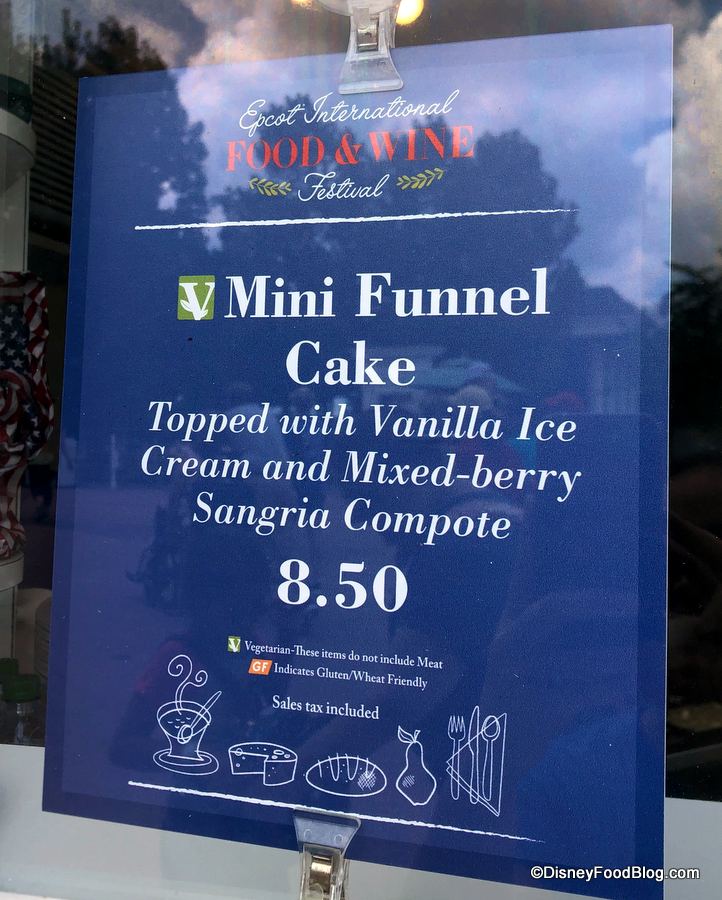 Epcot International
FOOD & WINE
Festival
V Mini Funnel
Cake
Topped with Vanilla Ice
Cream and Mixed-berry
Sangria Compote
8.50
V Vegetarian-These items do not include Meat
GF Indicates Gluten/Wheat Friendly
Sales tax included
©DisneyFoodBlog.com